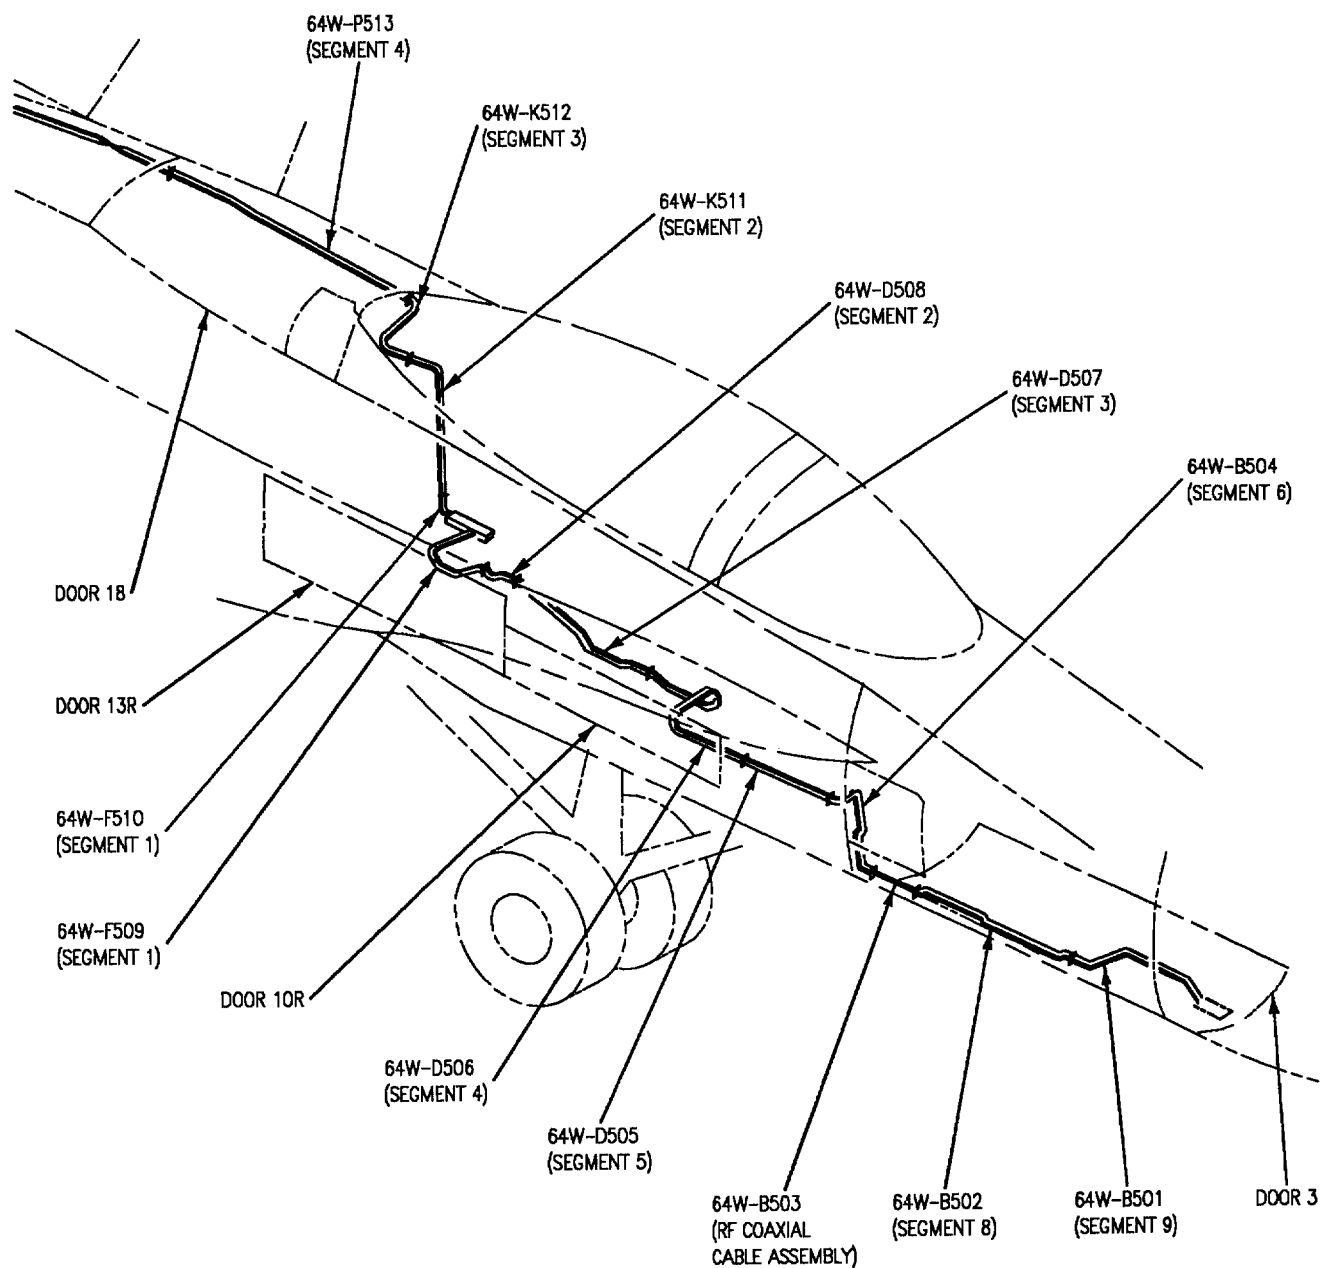 64W-P513
(SEGMENT 4)
64W-K512
(SEGMENT 3)
64W-K511
(SEGMENT 2)
64W-D508
(SEGMENT 2)
64W-D507
(SEGMENT 3)
64W-B504
(SEGMENT 6)
DOOR 18
DOOR 13R
64W-F510
(SEGMENT 1)
64W-F509
(SEGMENT 1)
DOOR 10R
64W-D506
(SEGMENT 4)
64W-D505
(SEGMENT 5)
64W-B503
(RF COAXIAL
CABLE ASSEMBLY)
64W-B502
(SEGMENT 8)
64W-B501
(SEGMENT 9)
DOOR 3